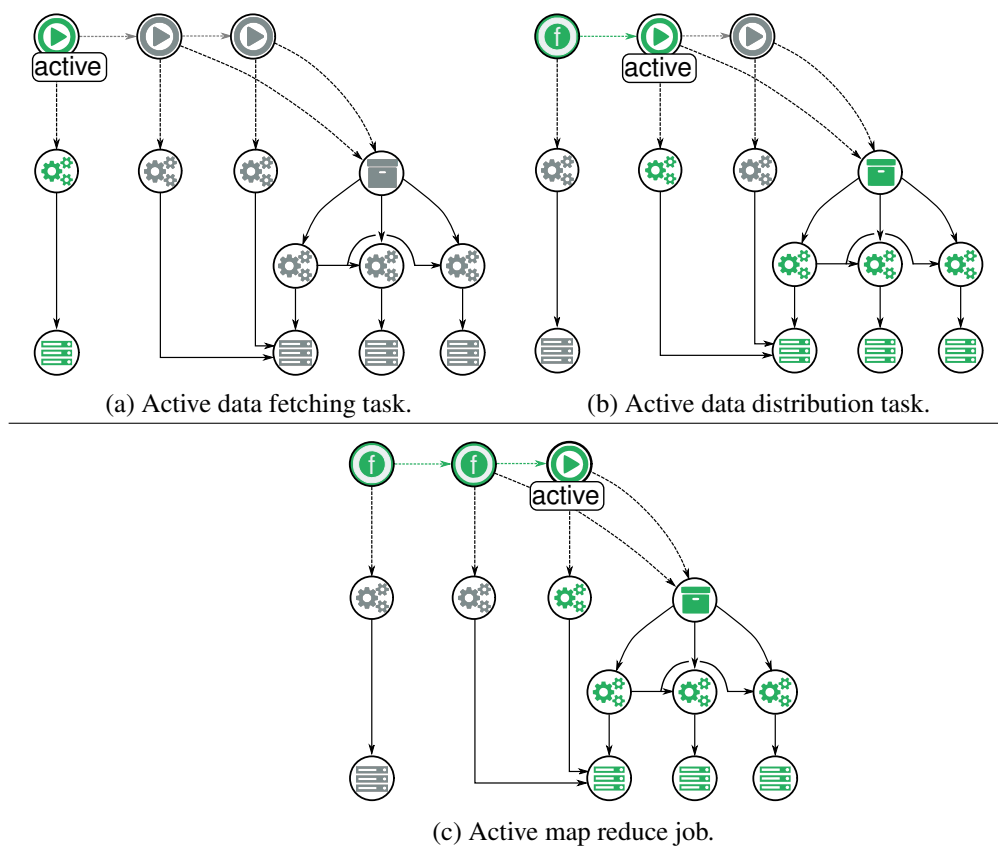 active
f
active
(a) Active data fetching task.
(b) Active data distribution task.
f
f
active
(c) Active map reduce job.